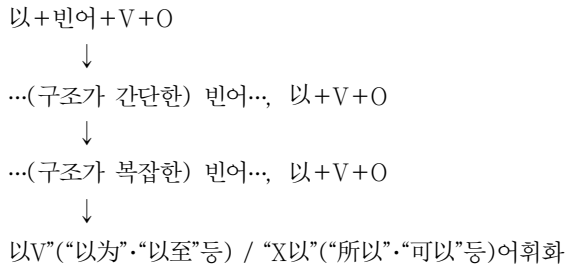 以+빈어+V+O
↓
…(구조가 간단한) 빈어…, 以+V+O
↓
…(구조가 복잡한) 빈어…, 以+V+O
↓
以V”(“以为”·“以至”등) / “X以”(“所以”·“可以”등)어휘화